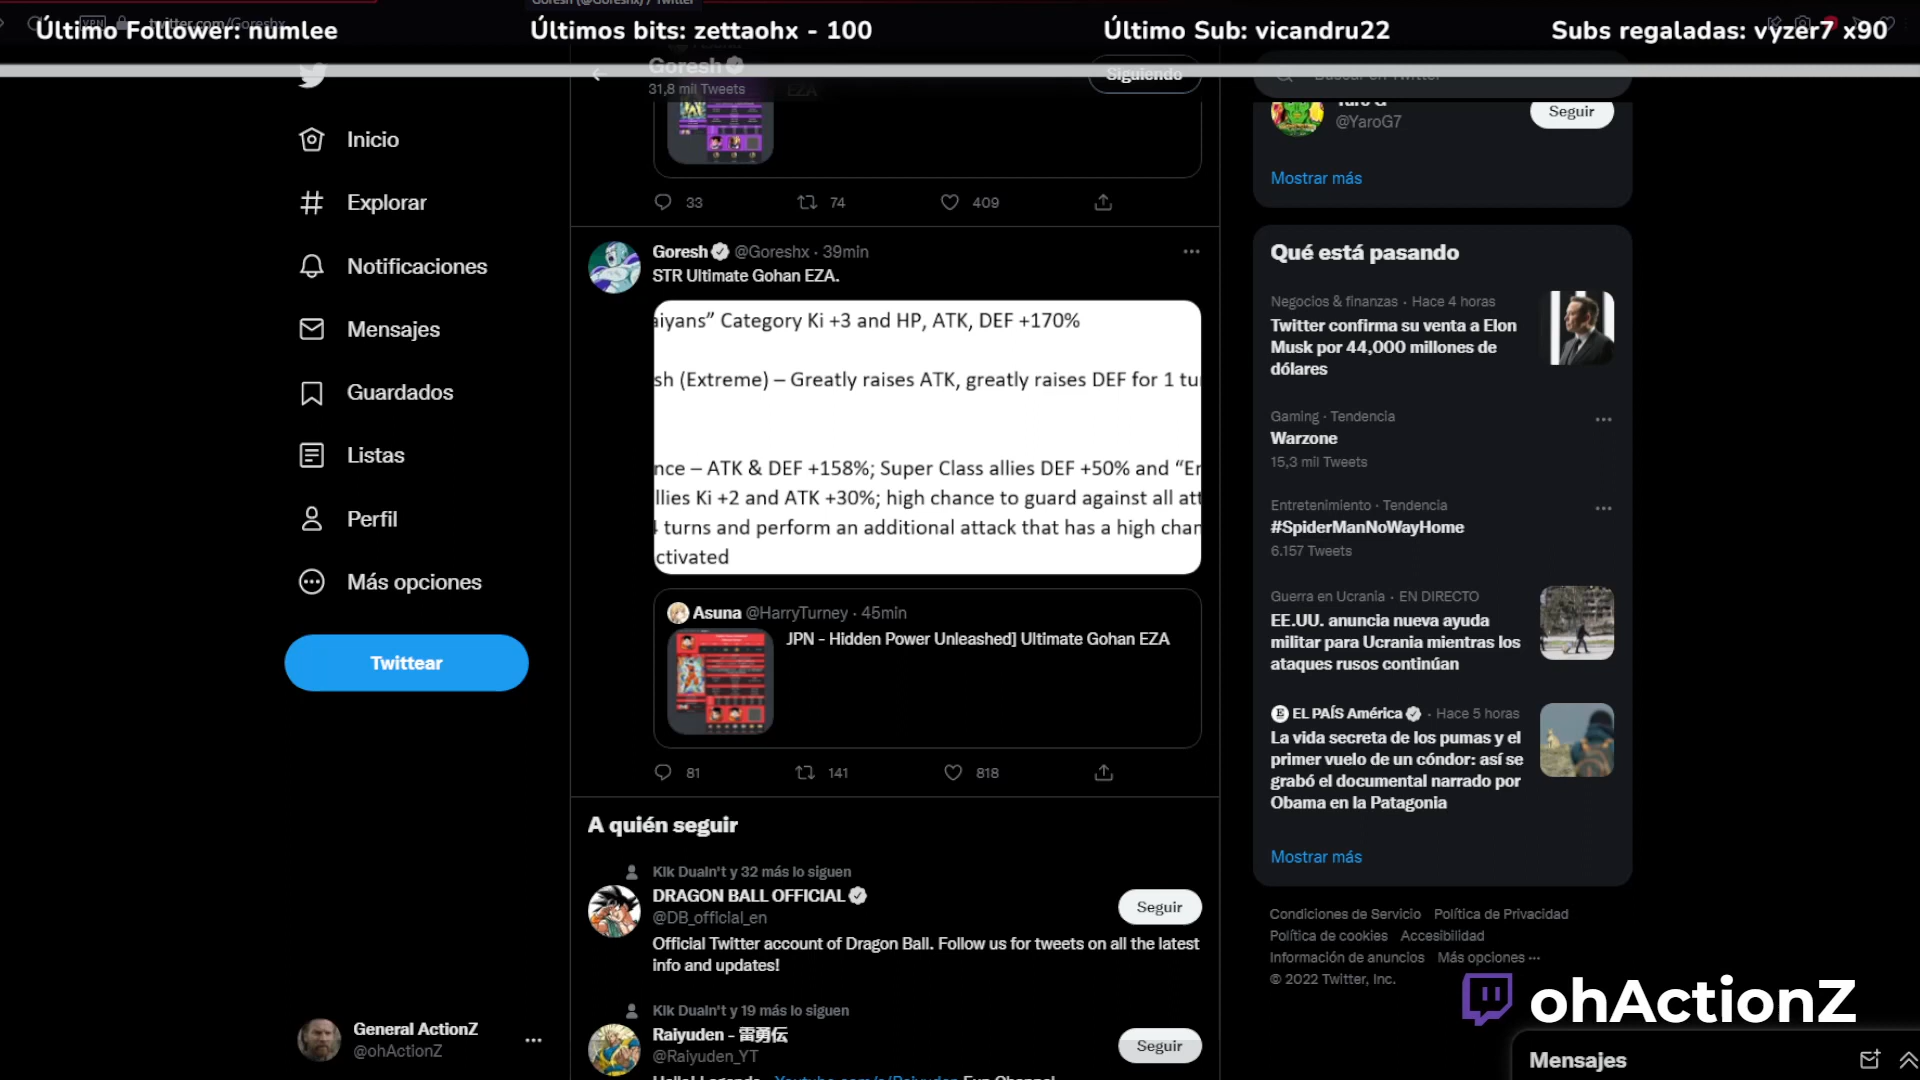 Último Follower: numlee
Últimos bits: zettaohx - 100
Último Sub: vicandru22
Subs regaladas: vyzer7 x90
twitter.com/Goreshx
Goresh
31,8 mil Tweets
EZA
Siguiendo
Buscar en Twitter
Inicio
Explorar
Notificaciones
Mensajes
Guardados
Listas
Perfil
Más opciones
Twittear
General ActionZ
@ohActionZ
33
74
409
Goresh @Goreshx · 39min
STR Ultimate Gohan EZA.
aiyans” Category Ki +3 and HP, ATK, DEF +170%
sh (Extreme) – Greatly raises ATK, greatly raises DEF for 1 tu
nce – ATK & DEF +158%; Super Class allies DEF +50% and “Er
llies Ki +2 and ATK +30%; high chance to guard against all att
turns and perform an additional attack that has a high chan
ctivated
Asuna @HarryTurney · 45min
JPN - Hidden Power Unleashed] Ultimate Gohan EZA
81
141
818
A quién seguir
Klk Dualn't y 32 más lo siguen
DRAGON BALL OFFICIAL
@DB_official_en
Seguir
Official Twitter account of Dragon Ball. Follow us for tweets on all the latest
info and updates!
Klk Dualn't y 19 más lo siguen
Raiyuden - 雷勇伝
@Raiyuden_YT
Seguir
Yaro G
@YaroG7
Seguir
Mostrar más
Qué está pasando
Negocios & finanzas · Hace 4 horas
Twitter confirma su venta a Elon
Musk por 44,000 millones de
dólares
Gaming · Tendencia
Warzone
15,3 mil Tweets
Entretenimiento · Tendencia
#SpiderManNoWayHome
6.157 Tweets
Guerra en Ucrania · EN DIRECTO
EE.UU. anuncia nueva ayuda
militar para Ucrania mientras los
ataques rusos continúan
EL PAÍS América · Hace 5 horas
La vida secreta de los pumas y el
primer vuelo de un cóndor: así se
grabó el documental narrado por
Obama en la Patagonia
Mostrar más
Condiciones de Servicio Política de Privacidad
Política de cookies Accesibilidad
Información de anuncios Más opciones ···
© 2022 Twitter, Inc.
ohActionZ
Mensajes